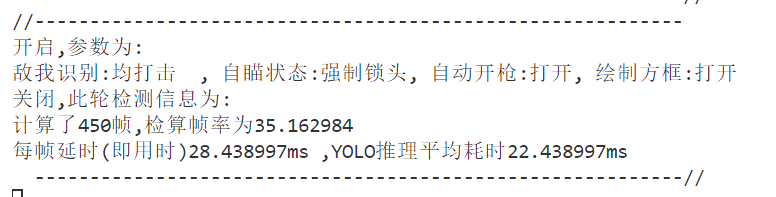 //----------------------------------------------------------
开启,参数为:
敌我识别:均打击  , 自瞄状态:强制锁头, 自动开枪:打开, 绘制方框:打开
关闭,此轮检测信息为:
计算了450帧,检算帧率为35.162984
每帧延时(即用时)28.438997ms ,YOLO推理平均耗时22.438997ms
----------------------------------------------------------//